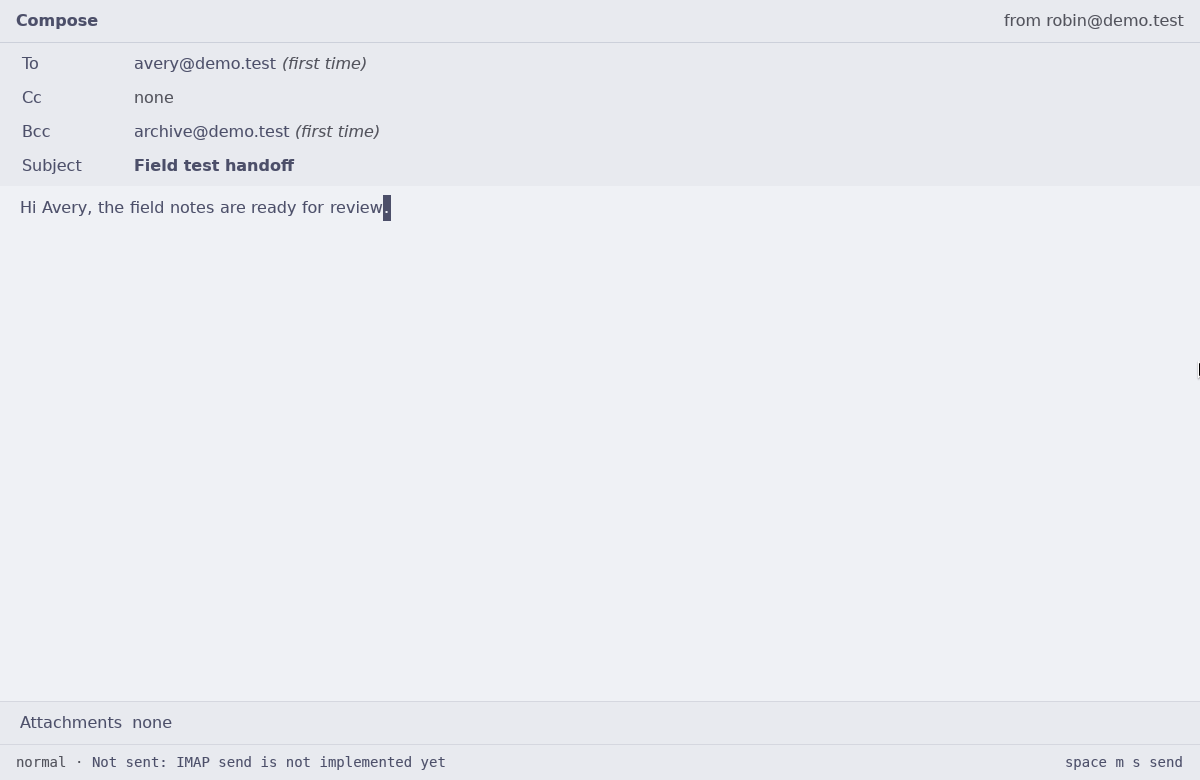 Compose from robin@demo.test
To avery@demo.test (first time)
Cc none
Bcc archive@demo.test (first time)
Subject Field test handoff
Hi Avery, the field notes are ready for review.
Attachments none
normal · Not sent: IMAP send is not implemented yet space m s send